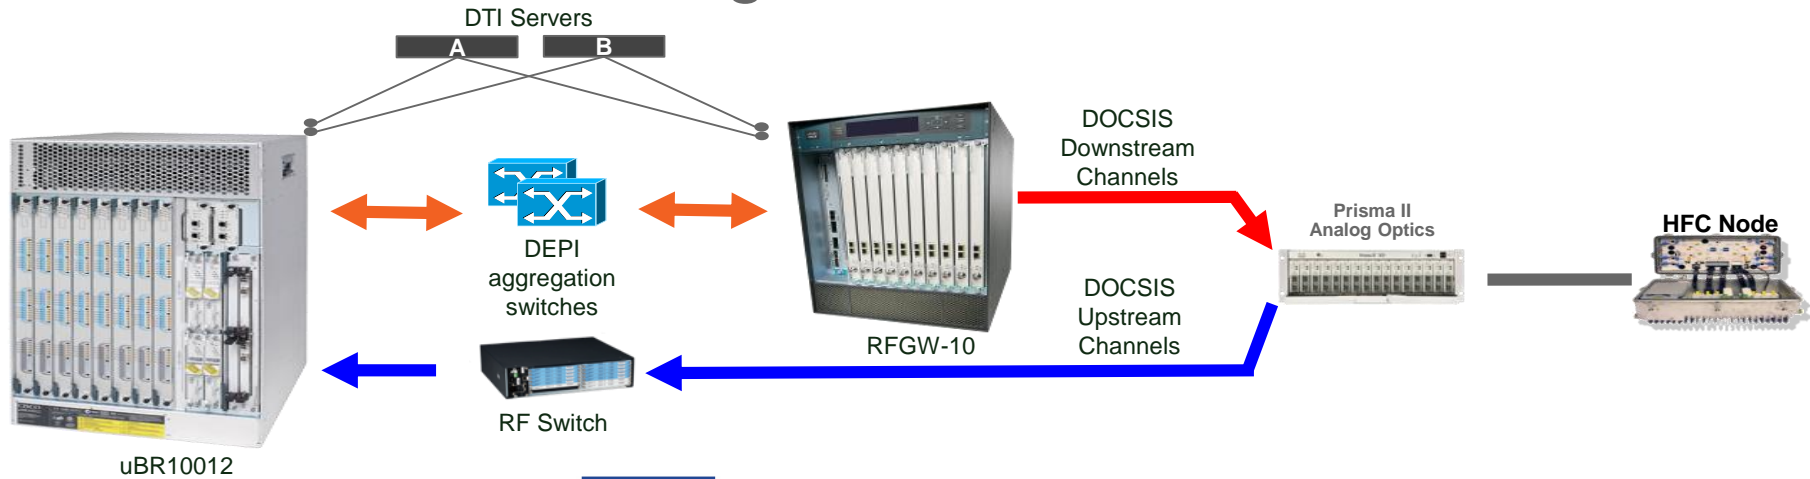 DTI Servers
A
B
DOCSIS
Downstream
Channels
Prisma II
Analog Optics
HFC Node
DEPI
aggregation
switches
DOCSIS
Upstream
Channels
RFGW-10
RF Switch
uBR10012